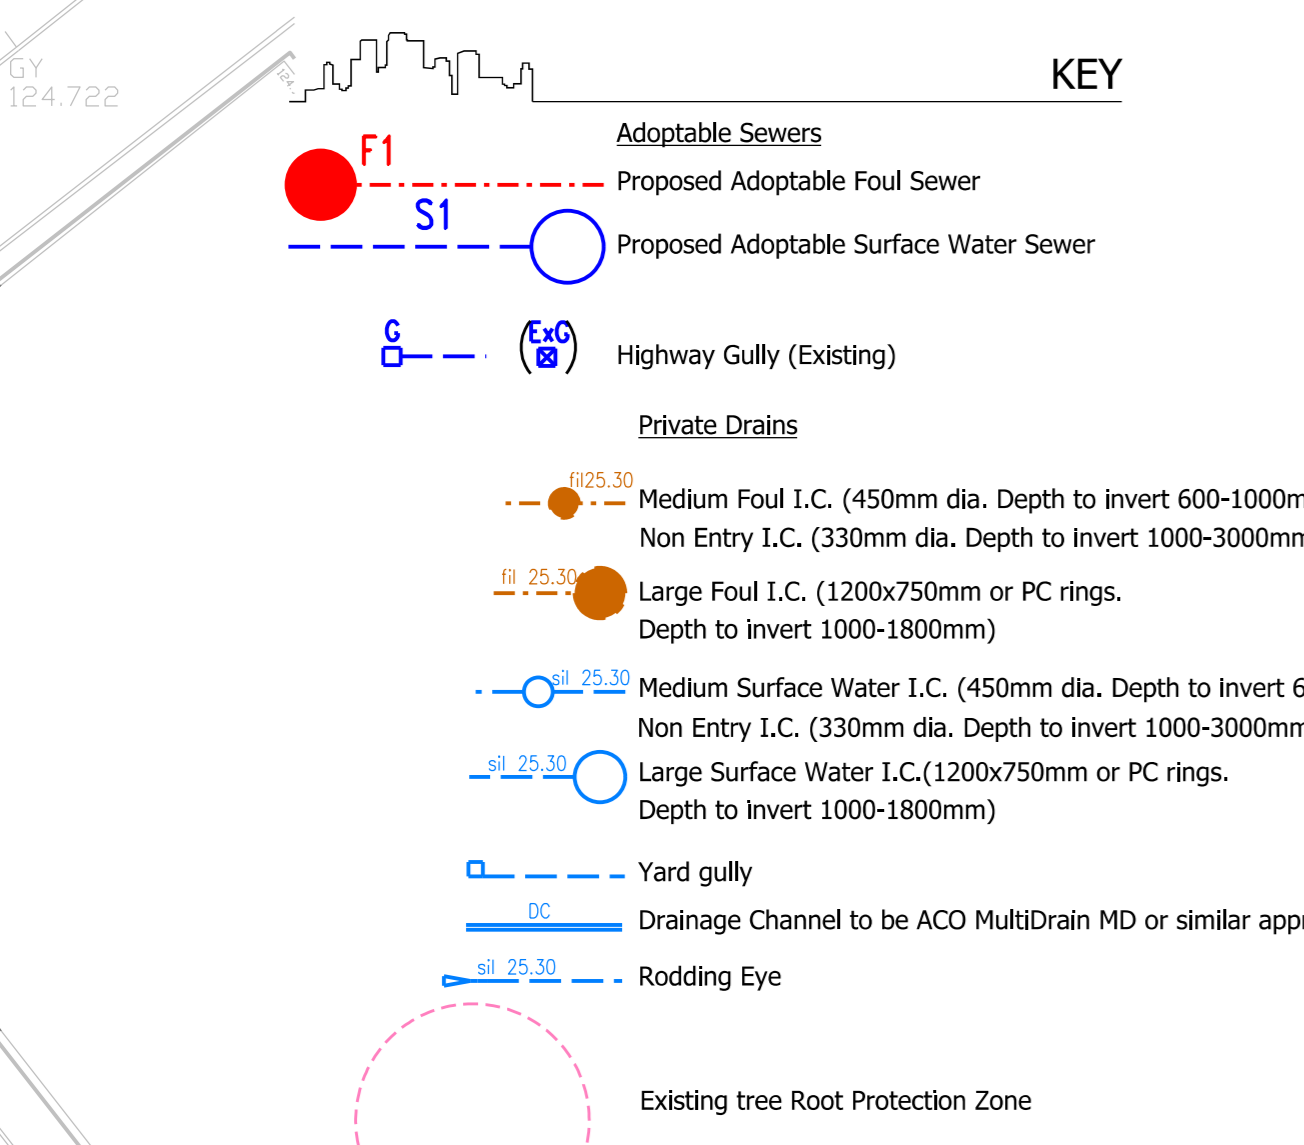 GY
124.722
124.
KEY
Adoptable Sewers
F1
Proposed Adoptable Foul Sewer
S1
Proposed Adoptable Surface Water Sewer
G
(ExG)
Highway Gully (Existing)
Private Drains
fil25.30
Medium Foul I.C. (450mm dia. Depth to invert 600-1000m
Non Entry I.C. (330mm dia. Depth to invert 1000-3000mm
fil 25.30
Large Foul I.C. (1200x750mm or PC rings.
Depth to invert 1000-1800mm)
sil 25.30
Medium Surface Water I.C. (450mm dia. Depth to invert 6
Non Entry I.C. (330mm dia. Depth to invert 1000-3000mm
sil 25.30
Large Surface Water I.C.(1200x750mm or PC rings.
Depth to invert 1000-1800mm)
Yard gully
DC
Drainage Channel to be ACO MultiDrain MD or similar appr
sil 25.30
Rodding Eye
Existing tree Root Protection Zone